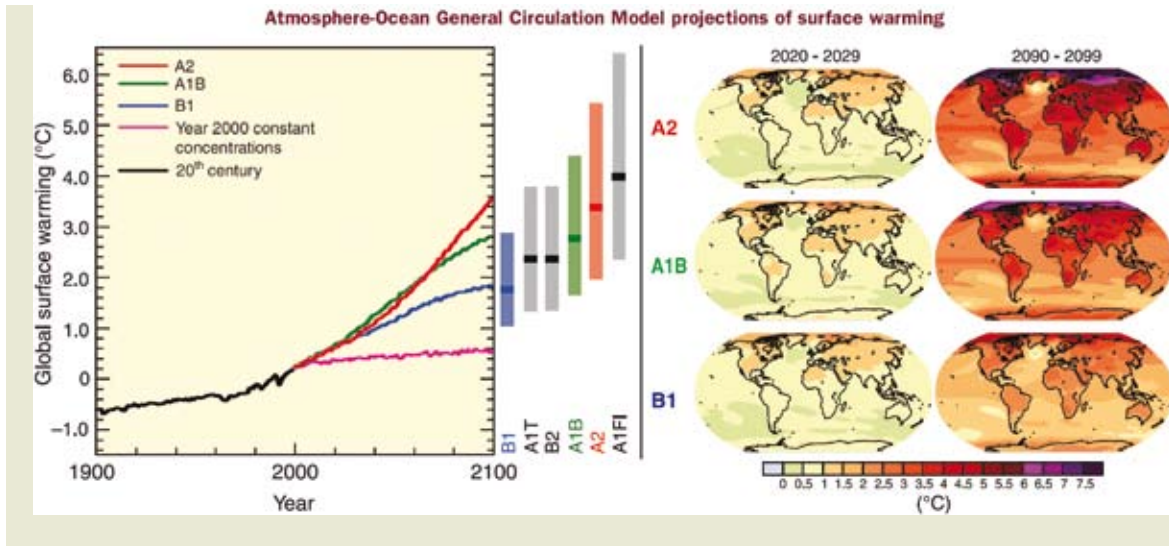 Atmosphere-Ocean General Circulation Model projections of surface warming
Global surface warming (°C)
6.0
5.0
4.0
3.0
2.0
1.0
0
–1.0
A2
A1B
B1
Year 2000 constant
concentrations
20th century
1900
2000
2100
Year
B1
A1T
B2
A1B
A2
A1FI
2020 - 2029
2090 - 2099
A2
A1B
B1
0 0.5 1 1.5 2 2.5 3 3.5 4 4.5 5 5.5 6 6.5 7 7.5
(°C)